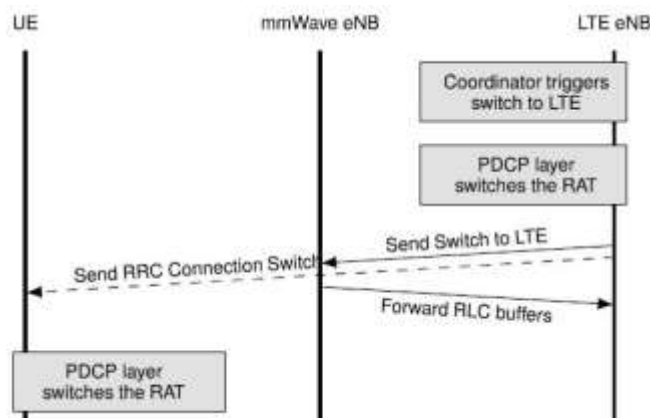 UE
mmWave eNB
LTE eNB
Coordinator triggers
switch to LTE
PDCP layer
switches the RAT
Send Switch to LTE
Send RRC Connection Switch
Forward RLC buffers
PDCP layer
switches the RAT